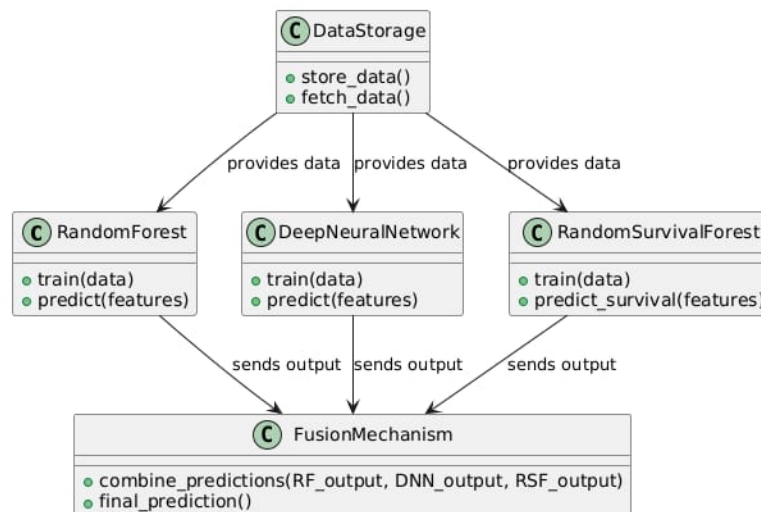 C DataStorage
store_data()
fetch_data()
provides data provides data provides data
C RandomForest
train(data)
predict(features)
C DeepNeuralNetwork
train(data)
predict(features)
C RandomSurvivalForest
train(data)
predict_survival(features)
sends output sends output sends output
C FusionMechanism
combine_predictions(RF_output, DNN_output, RSF_output)
final_prediction()